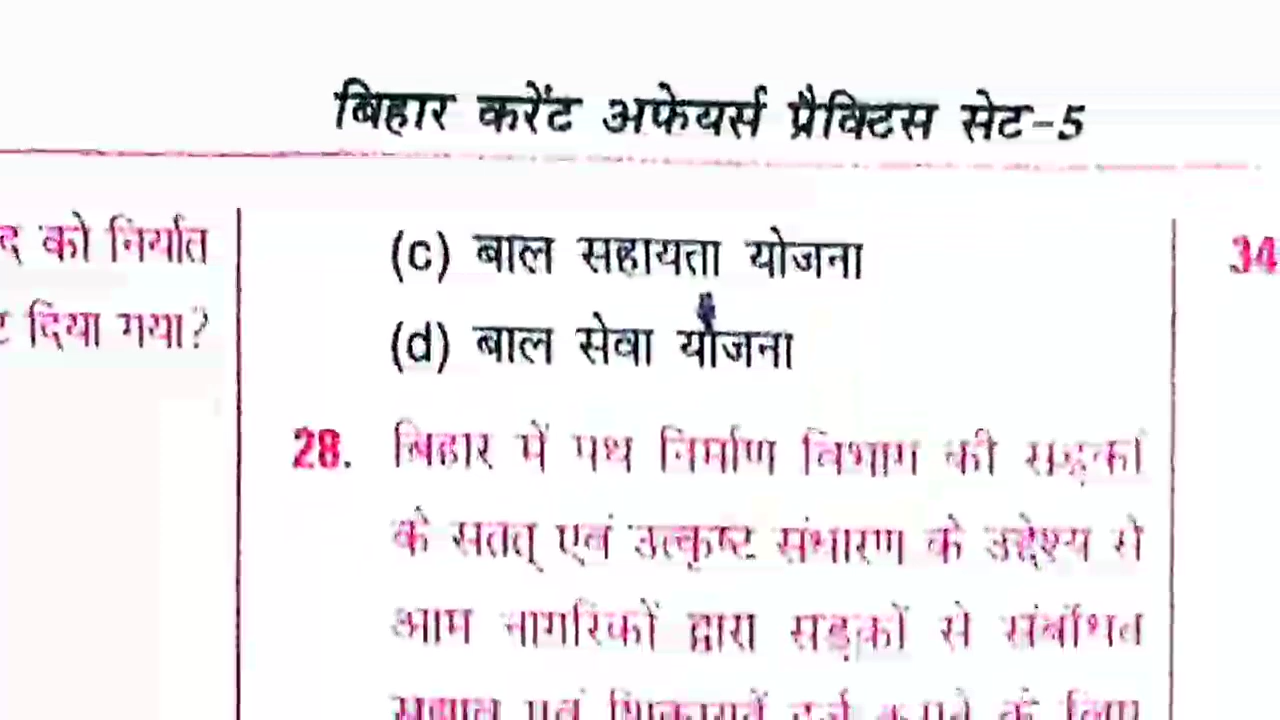 बिहार करेंट अफेयर्स प्रैक्टिस सेट-5
को निर्यात
दिया गया?
(c) बाल सहायता योजना
(d) बाल सेवा योजना
28. बिहार में पथ निर्माण विभाग की सड़कों
के सतत् एवं उत्कृष्ट संधारण के उद्देश्य से
आम नागरिकों द्वारा सड़कों से संबंधित
34